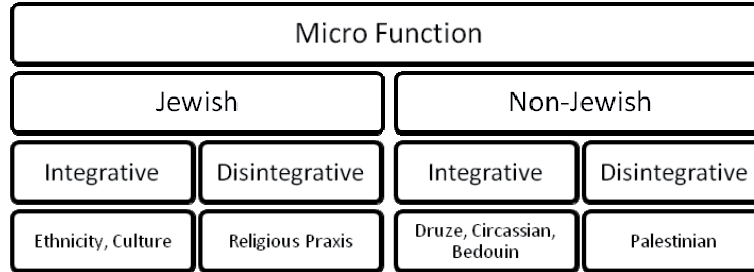 Micro Function
Jewish
Non-Jewish
Integrative
Disintegrative
Integrative
Disintegrative
Ethnicity, Culture
Religious Praxis
Druze, Circassian,
Bedouin
Palestinian